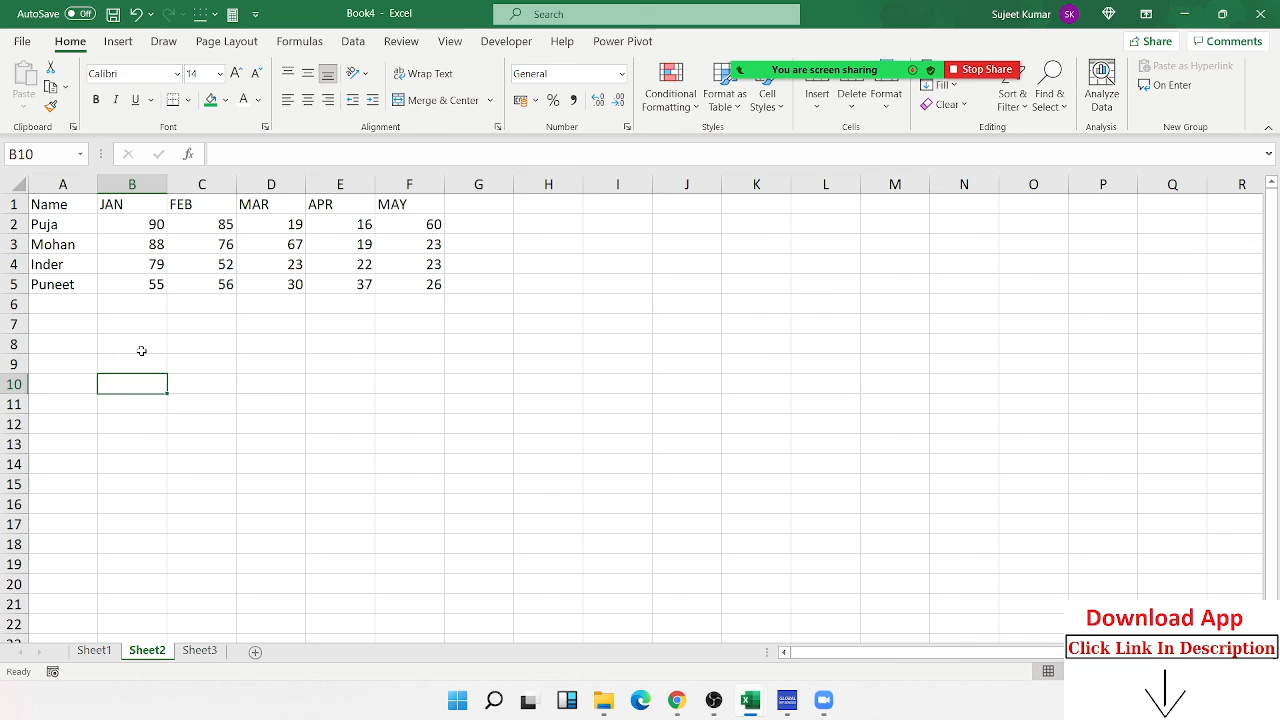 AutoSave Off Book4 - Excel Search Sujeet Kumar SK
File Home Insert Draw Page Layout Formulas Data Review View Developer Help Power Pivot Share Comments
Paste Calibri 14 Wrap Text General You are screen sharing Stop Share Paste as Hyperlink
B I U A Merge & Center Conditional Formatting Format as Table Cell Styles Insert Delete Format Fill Clear Sort & Filter Find & Select Analyze Data On Enter
Clipboard Font Alignment Number Styles Cells Editing Analysis New Group
B10 fx
A B C D E F G H I J K L M N O P Q R
1 Name JAN FEB MAR APR MAY
2 Puja 90 85 19 16 60
3 Mohan 88 76 67 19 23
4 Inder 79 52 23 22 23
5 Puneet 55 56 30 37 26
6
7
8
9
10
11
12
13
14
15
16
17
18
19
20
21
22
Download App
Click Link In Description
Sheet1 Sheet2 Sheet3
Ready